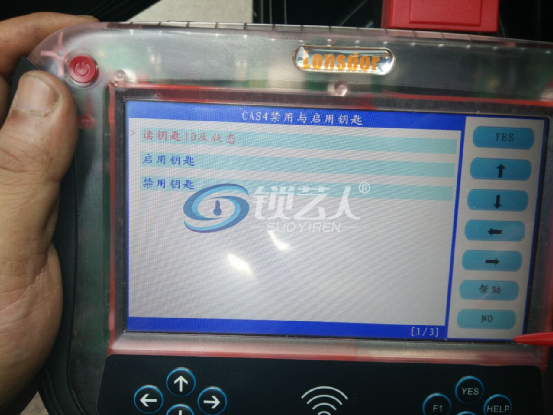 LONSDOR
CAS4禁用与启用钥匙
> 读钥匙ID及状态
启用钥匙
禁用钥匙
锁艺人®
SUOYIREN
[1/3]
YES
↑
↓
←
→
帮助
NO
↑
←
→
↓
YES
F1
HELP